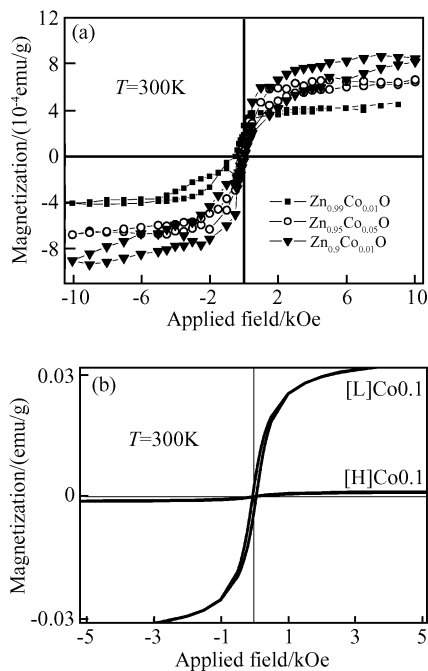 (a)
T=300K
Magnetization/(10⁻⁴emu/g)
12
8
4
0
-4
-8
Zn₀.₉₉Co₀.₀₁O
Zn₀.₉₅Co₀.₀₅O
Zn₀.₉Co₀.₀₁O
-10 -6 -2 2 6 10
Applied field/kOe
(b)
T=300K
Magnetization/(emu/g)
0.03
0
-0.03
[L]Co0.1
[H]Co0.1
-5 -3 -1 1 3 5
Applied field/kOe